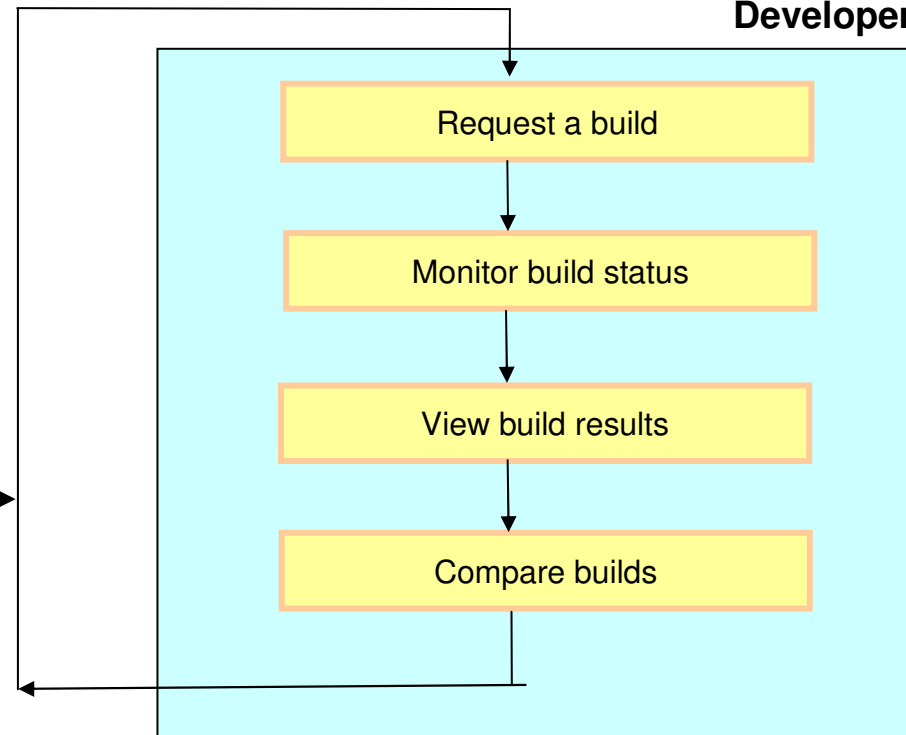 Developer
Request a build
Monitor build status
View build results
Compare builds